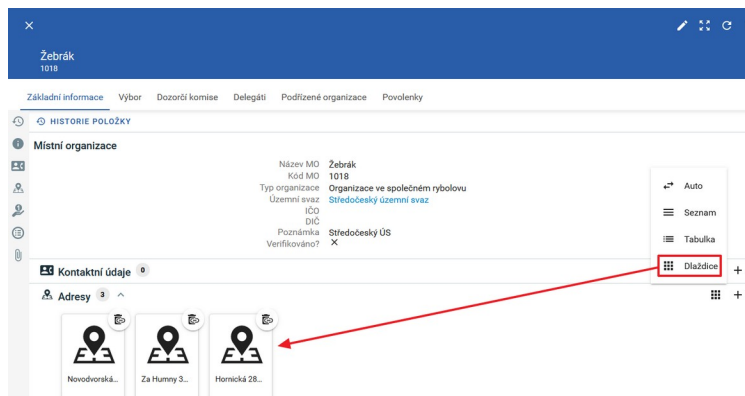 Žebrák
1018
Základní informace Výbor Dozorčí komise Delegáti Podřízené organizace Povolenky
HISTORIE POLOŽKY
Místní organizace
Název MO Žebrák
Kód MO 1018
Typ organizace Organizace ve společném rybolovu
Územní svaz Středočeský územní svaz
IČO
DIČ
Poznámka Středočeský ÚS
Verifikováno?
Auto
Seznam
Tabulka
Dlaždice
Kontaktní údaje 0
Adresy 3
Novodvorská... Za Humny 3... Hornická 28...